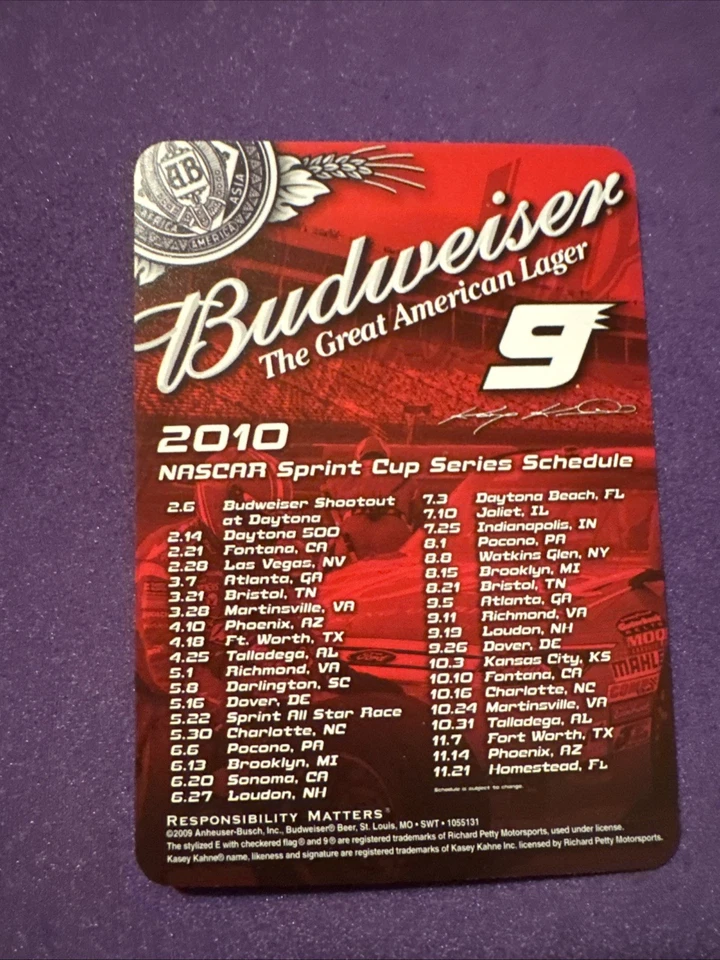 AB
AFRICA
AMERICA
ASIA
Budweiser
The Great American Lager
9
2010
NASCAR Sprint Cup Series Schedule
2.6 Budweiser Shootout
at Daytona
2.14 Daytona 500
2.21 Fontana, CA
2.28 Las Vegas, NV
3.7 Atlanta, GA
3.21 Bristol, TN
3.28 Martinsville, VA
4.10 Phoenix, AZ
4.18 Ft. Worth, TX
4.25 Talladega, AL
5.1 Richmond, VA
5.8 Darlington, SC
5.16 Dover, DE
5.22 Sprint All Star Race
5.30 Charlotte, NC
6.6 Pocono, PA
6.13 Brooklyn, MI
6.20 Sonoma, CA
6.27 Loudon, NH
7.3 Daytona Beach, FL
7.10 Joliet, IL
7.25 Indianapolis, IN
8.1 Pocono, PA
8.8 Watkins Glen, NY
8.15 Brooklyn, MI
8.21 Bristol, TN
9.5 Atlanta, GA
9.11 Richmond, VA
9.19 Loudon, NH
9.26 Dover, DE
10.3 Kansas City, KS
10.10 Fontana, CA
10.16 Charlotte, NC
10.24 Martinsville, VA
10.31 Talladega, AL
11.7 Fort Worth, TX
11.14 Phoenix, AZ
11.21 Homestead, FL
Schedule is subject to change.
Ford
MAHLE
RESPONSIBILITY MATTERS®
©2009 Anheuser-Busch, Inc., Budweiser® Beer, St. Louis, MO • SWT • 1055131
The stylized E with checkered flag® and 9® are registered trademarks of Richard Petty Motorsports, used under license.
Kasey Kahne® name, likeness and signature are registered trademarks of Kasey Kahne Inc. licensed by Richard Petty Motorsports.